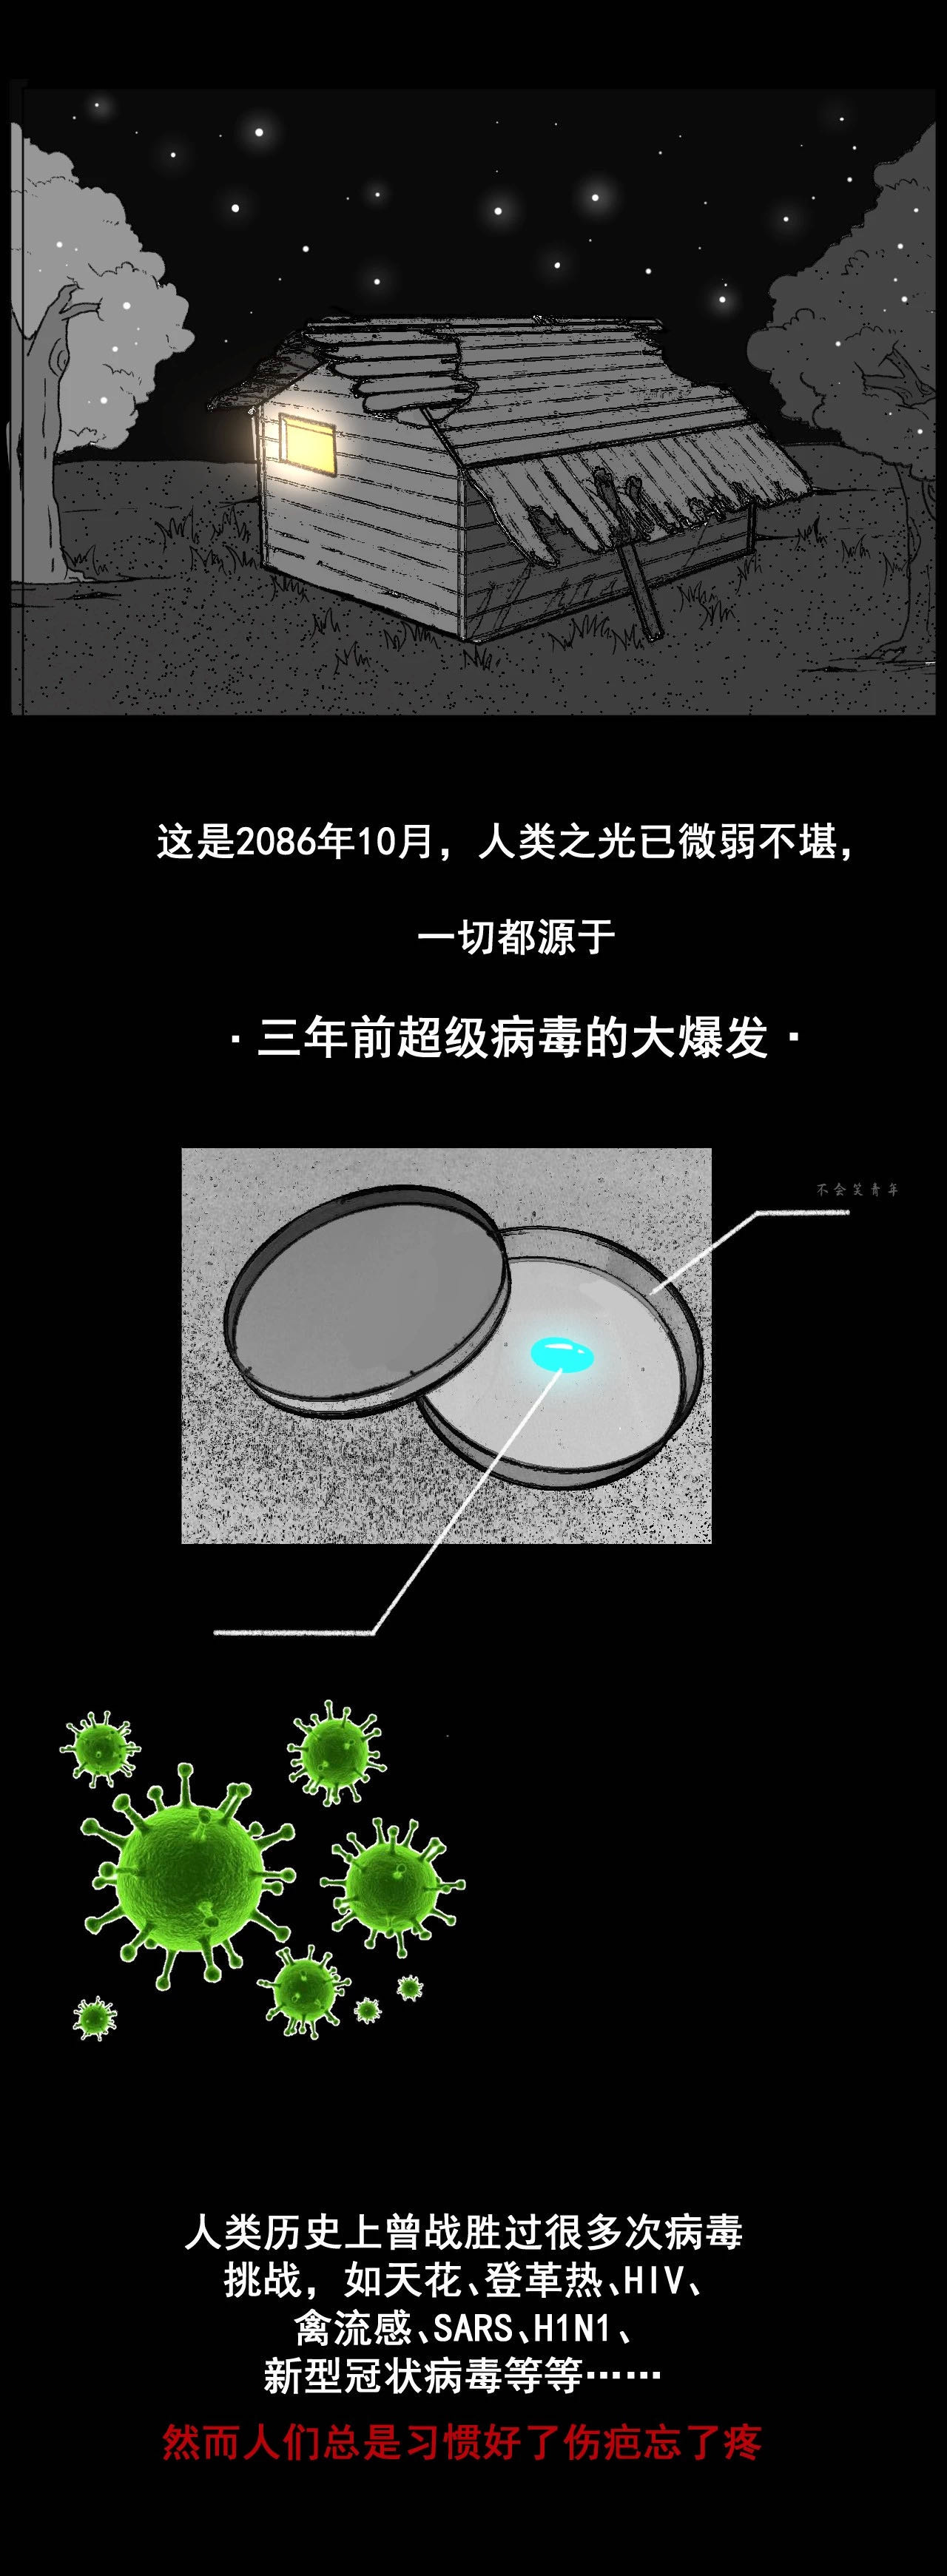 这是2086年10月，人类之光已微弱不堪，
一切都源于
·三年前超级病毒的大爆发·
不会笑青年
人类历史上曾战胜过很多次病毒
挑战，如天花、登革热、HIV、
禽流感、SARS、H1N1、
新型冠状病毒等等……
然而人们总是习惯好了伤疤忘了疼